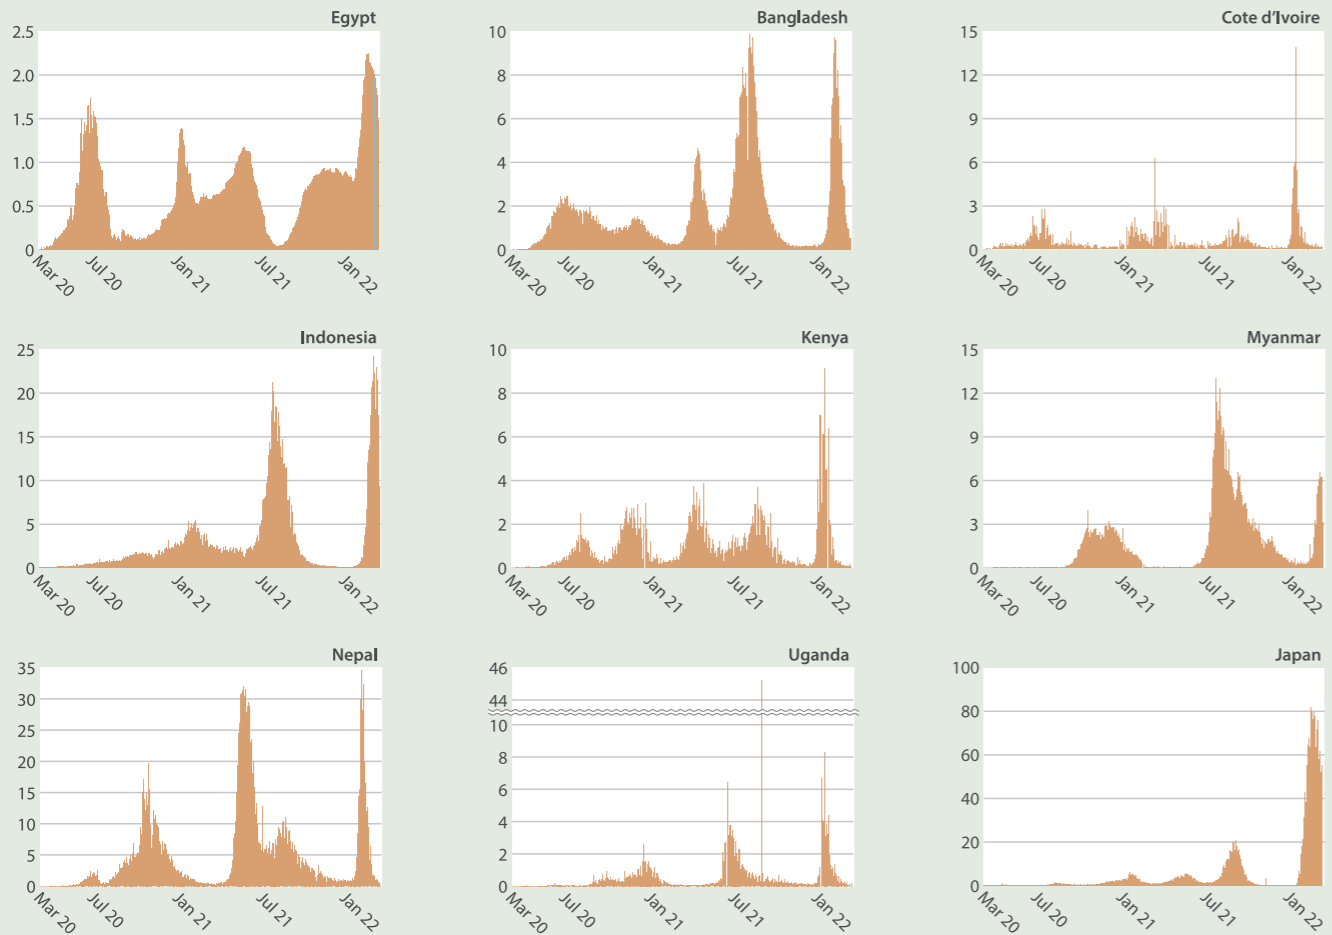 Egypt
2.5
2.0
1.5
1.0
0.5
0
Mar 20
Jul 20
Jan 21
Jul 21
Jan 22
Bangladesh
10
8
6
4
2
0
Mar 20
Jul 20
Jan 21
Jul 21
Jan 22
Cote d’Ivoire
15
12
9
6
3
0
Mar 20
Jul 20
Jan 21
Jul 21
Jan 22
Indonesia
25
20
15
10
5
0
Mar 20
Jul 20
Jan 21
Jul 21
Jan 22
Kenya
10
8
6
4
2
0
Mar 20
Jul 20
Jan 21
Jul 21
Jan 22
Myanmar
15
12
9
6
3
0
Mar 20
Jul 20
Jan 21
Jul 21
Jan 22
Nepal
35
30
25
20
15
10
5
0
Mar 20
Jul 20
Jan 21
Jul 21
Jan 22
Uganda
46
44
10
8
6
4
2
0
Mar 20
Jul 20
Jan 21
Jul 21
Jan 22
Japan
100
80
60
40
20
0
Mar 20
Jul 20
Jan 21
Jul 21
Jan 22